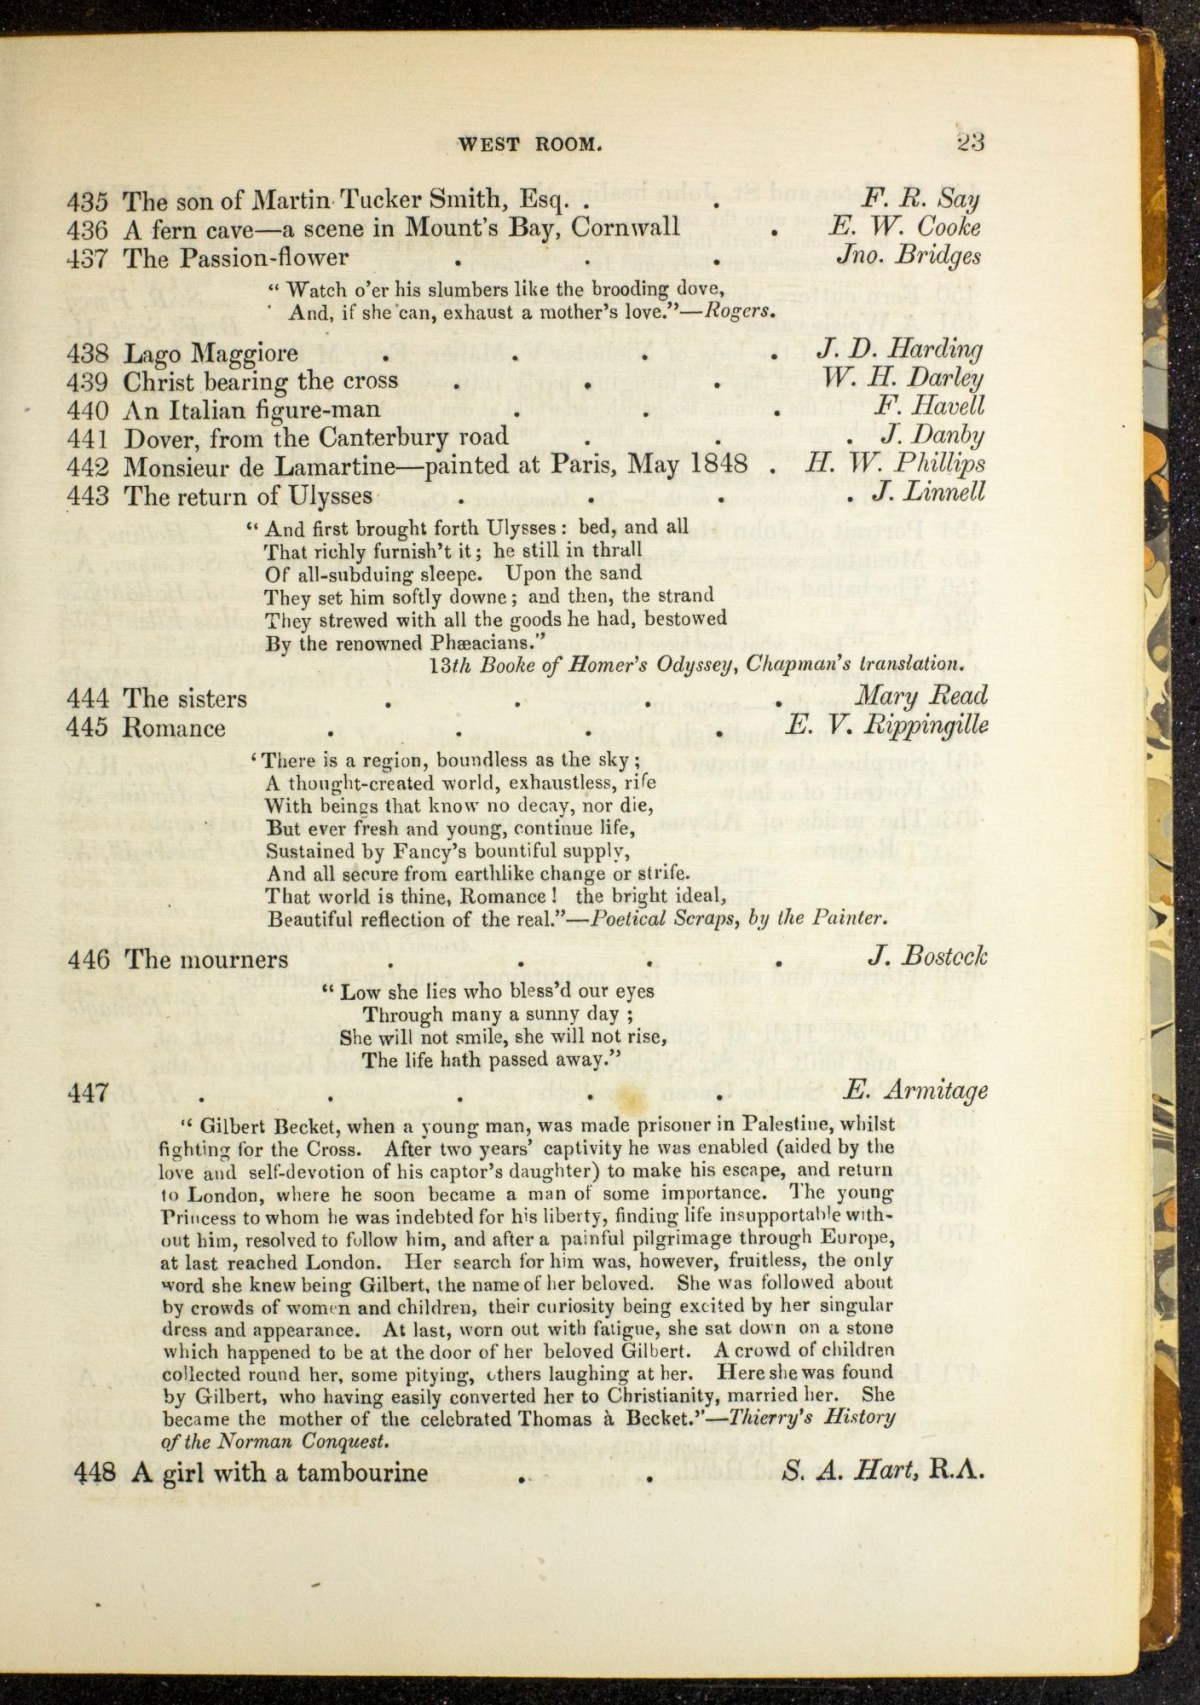 WEST ROOM. 23
435 The son of Martin Tucker Smith, Esq. . . F. R. Say
436 A fern cave—a scene in Mount's Bay, Cornwall . E. W. Cooke
437 The Passion-flower . . . Jno. Bridges
“ Watch o'er his slumbers like the brooding dove,
And, if she can, exhaust a mother's love.”—Rogers.
438 Lago Maggiore . . . . J. D. Harding
439 Christ bearing the cross . . . W. H. Darley
440 An Italian figure-man . . . F. Havell
441 Dover, from the Canterbury road . . . J. Danby
442 Monsieur de Lamartine—painted at Paris, May 1848 . H. W. Phillips
443 The return of Ulysses . . . . J. Linnell
“ And first brought forth Ulysses : bed, and all
That richly furnish't it ; he still in thrall
Of all-subduing sleepe. Upon the sand
They set him softly downe ; and then, the strand
They strewed with all the goods he had, bestowed
By the renowned Phæacians.”
13th Booke of Homer's Odyssey, Chapman's translation.
444 The sisters . . . . Mary Read
445 Romance . . . . E. V. Rippingille
‘ There is a region, boundless as the sky ;
A thought-created world, exhaustless, rife
With beings that know no decay, nor die,
But ever fresh and young, continue life,
Sustained by Fancy's bountiful supply,
And all secure from earthlike change or strife.
That world is thine, Romance ! the bright ideal,
Beautiful reflection of the real.”—Poetical Scraps, by the Painter.
446 The mourners . . . . J. Bostock
“ Low she lies who bless'd our eyes
Through many a sunny day ;
She will not smile, she will not rise,
The life hath passed away.”
447 . . . . . E. Armitage
“ Gilbert Becket, when a young man, was made prisoner in Palestine, whilst
fighting for the Cross. After two years' captivity he was enabled (aided by the
love and self-devotion of his captor's daughter) to make his escape, and return
to London, where he soon became a man of some importance. The young
Princess to whom he was indebted for his liberty, finding life insupportable with-
out him, resolved to follow him, and after a painful pilgrimage through Europe,
at last reached London. Her search for him was, however, fruitless, the only
word she knew being Gilbert, the name of her beloved. She was followed about
by crowds of women and children, their curiosity being excited by her singular
dress and appearance. At last, worn out with fatigue, she sat down on a stone
which happened to be at the door of her beloved Gilbert. A crowd of children
collected round her, some pitying, others laughing at her. Here she was found
by Gilbert, who having easily converted her to Christianity, married her. She
became the mother of the celebrated Thomas à Becket.”—Thierry's History
of the Norman Conquest.
448 A girl with a tambourine . . S. A. Hart, R.A.